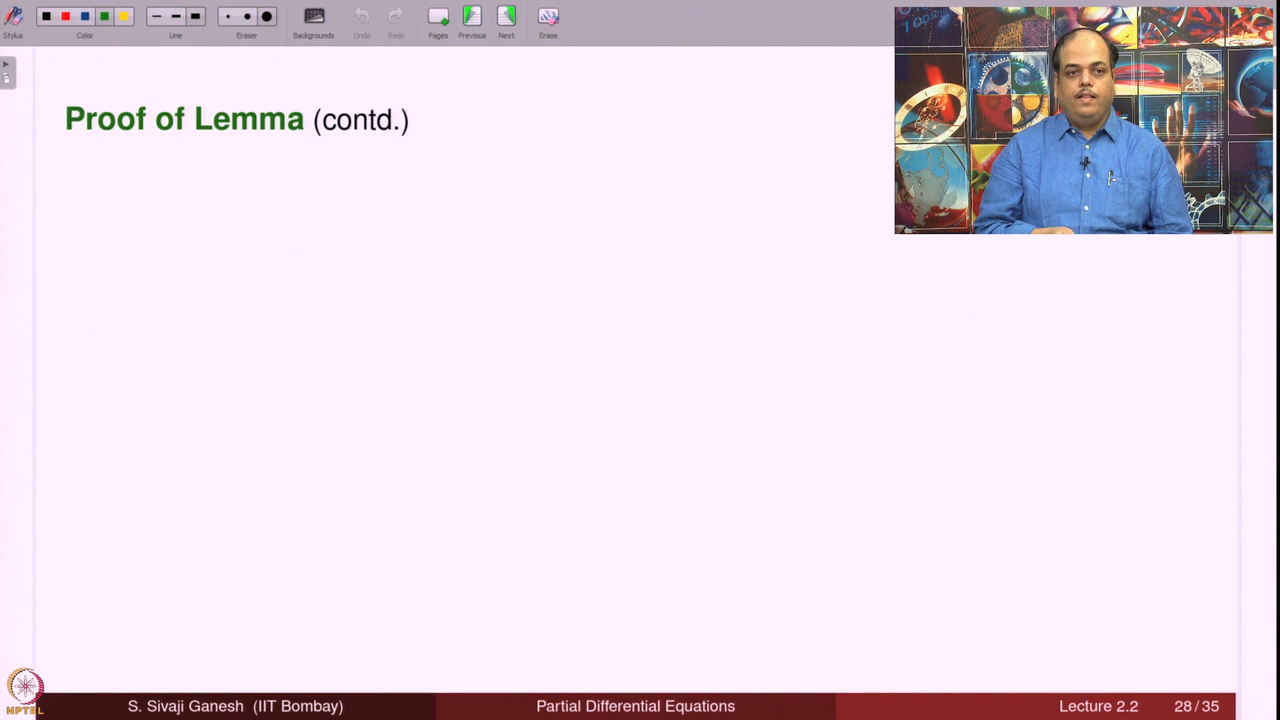 Stylus
Color
Line
Eraser
Backgrounds
Undo
Redo
Pages
Previous
Next
Erase
Proof of Lemma (contd.)
NPTEL
S. Sivaji Ganesh (IIT Bombay)
Partial Differential Equations
Lecture 2.2
28/35